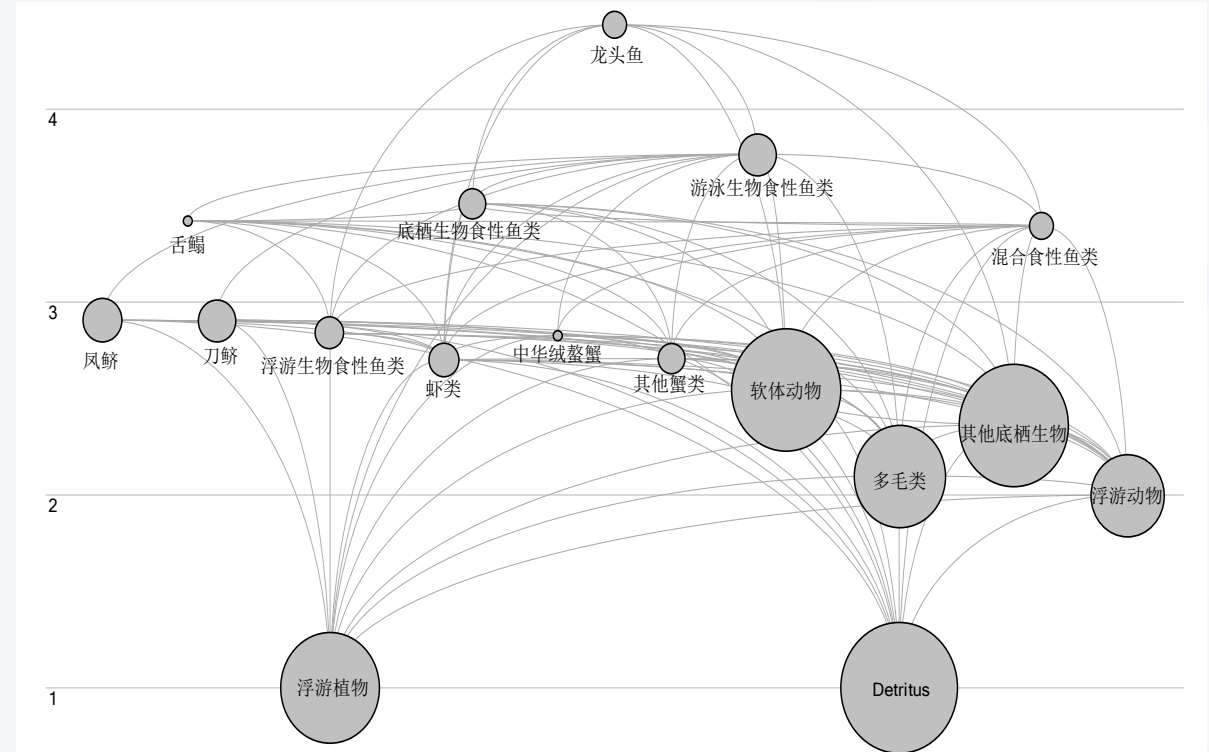 龙头鱼
4
游泳生物食性鱼类
底栖生物食性鱼类
舌鳎
混合食性鱼类
3
凤鲚
刀鲚
浮游生物食性鱼类
中华绒螯蟹
虾类
其他蟹类
软体动物
其他底栖生物
多毛类
浮游动物
2
浮游植物
Detritus
1